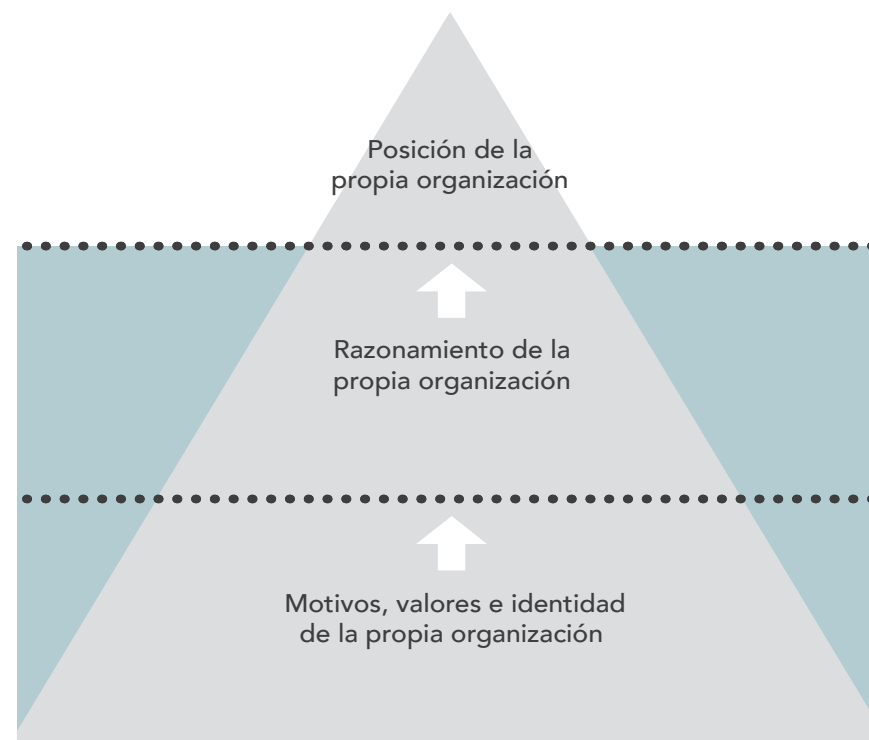 Posición de la
propia organización
Razonamiento de la
propia organización
Motivos, valores e identidad
de la propia organización